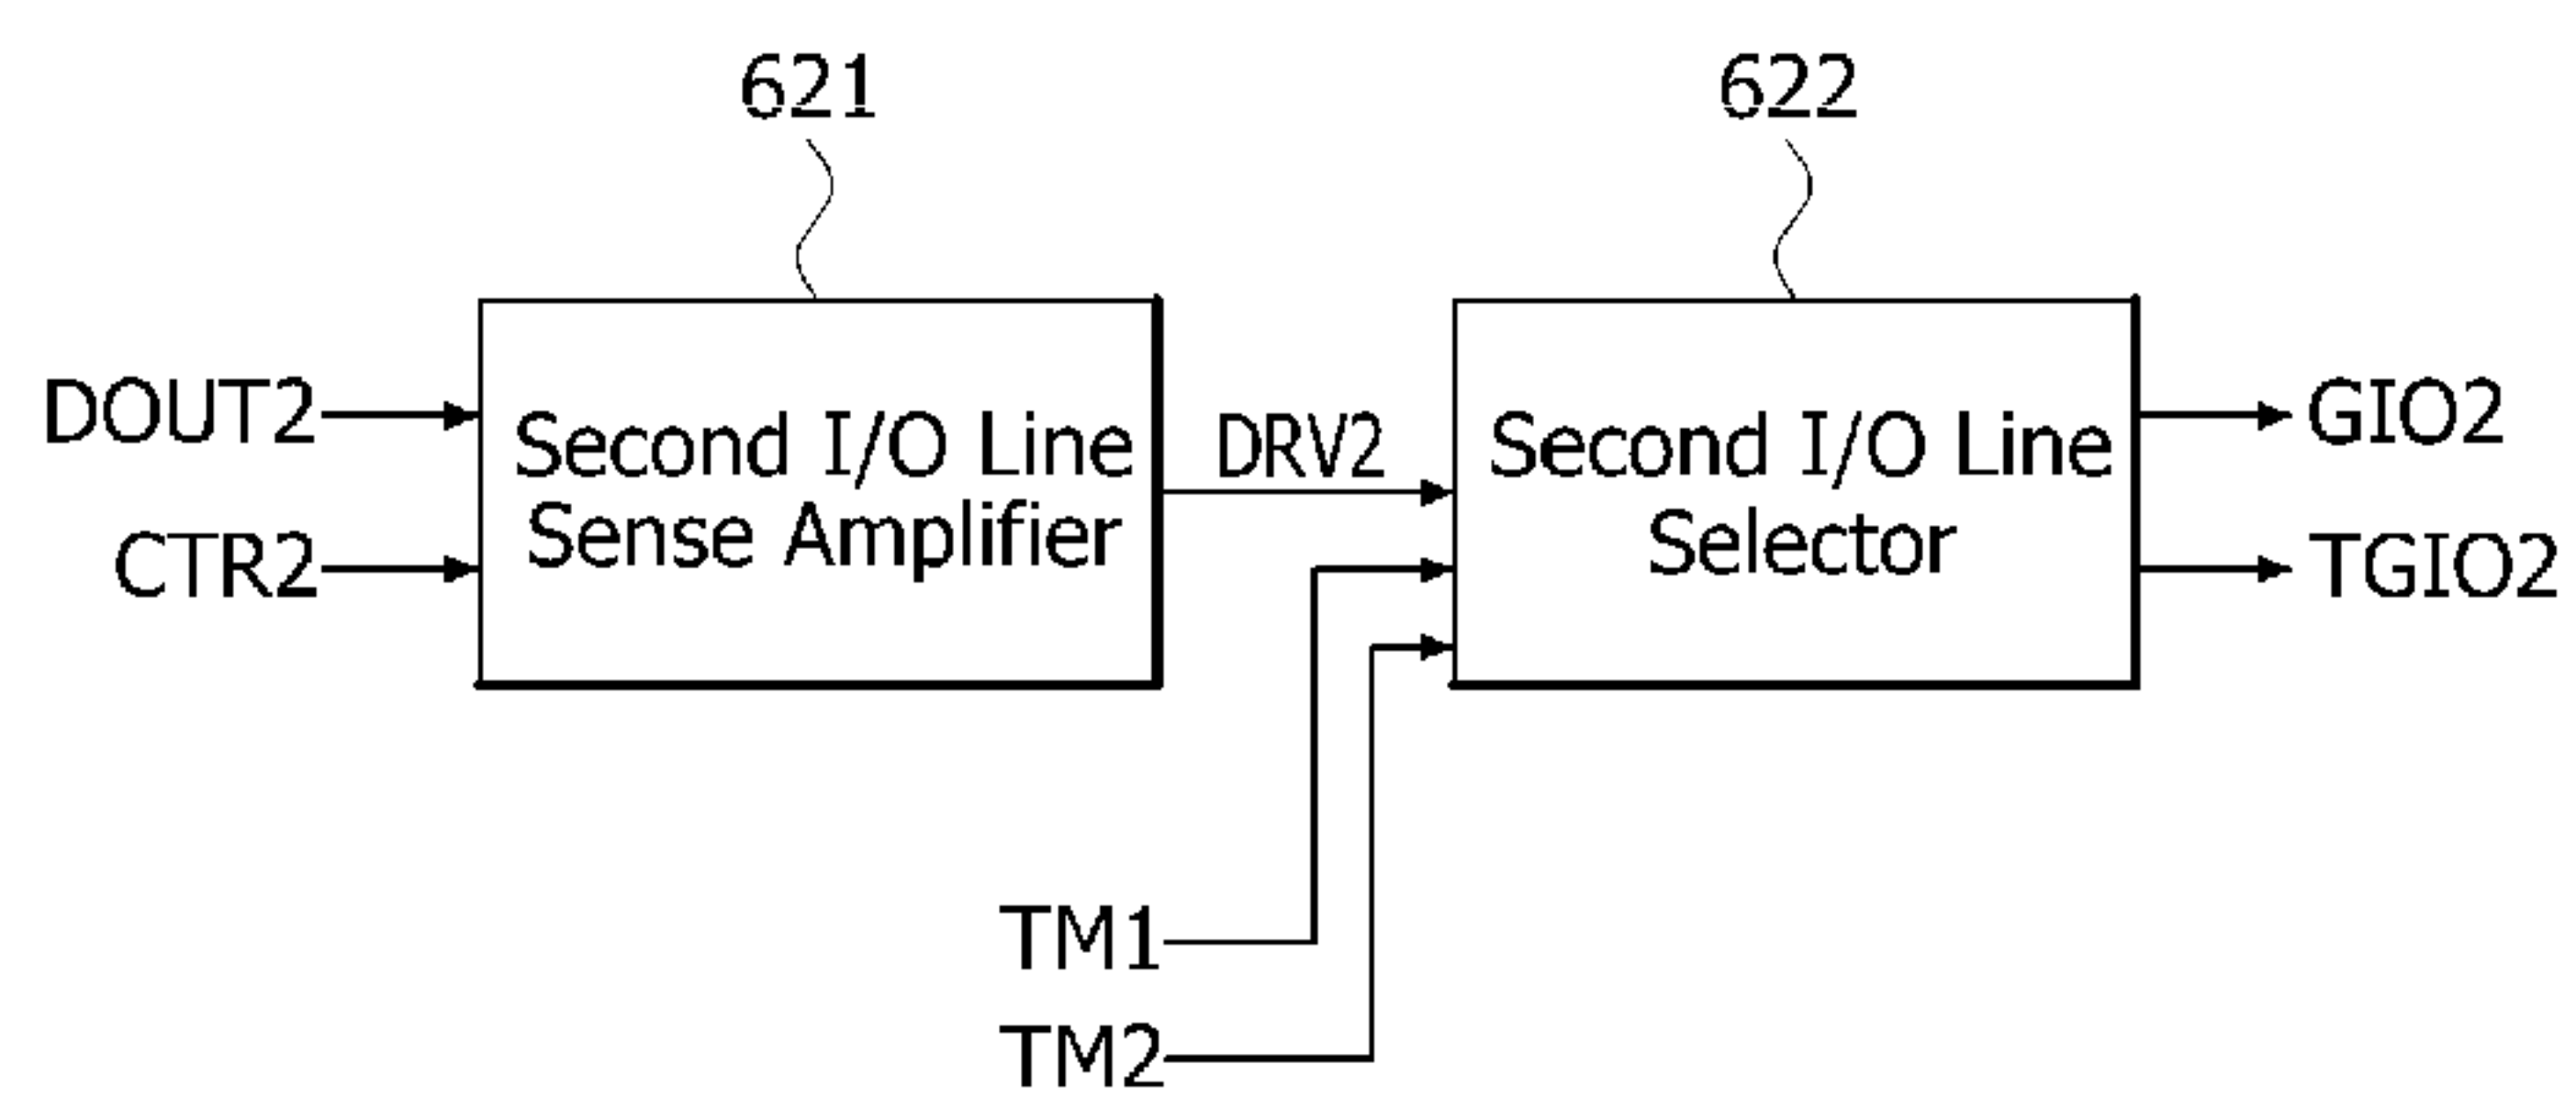 621
622
DOUT2
CTR2
Second I/O Line
Sense Amplifier
DRV2
Second I/O Line
Selector
GIO2
TGIO2
TM1
TM2